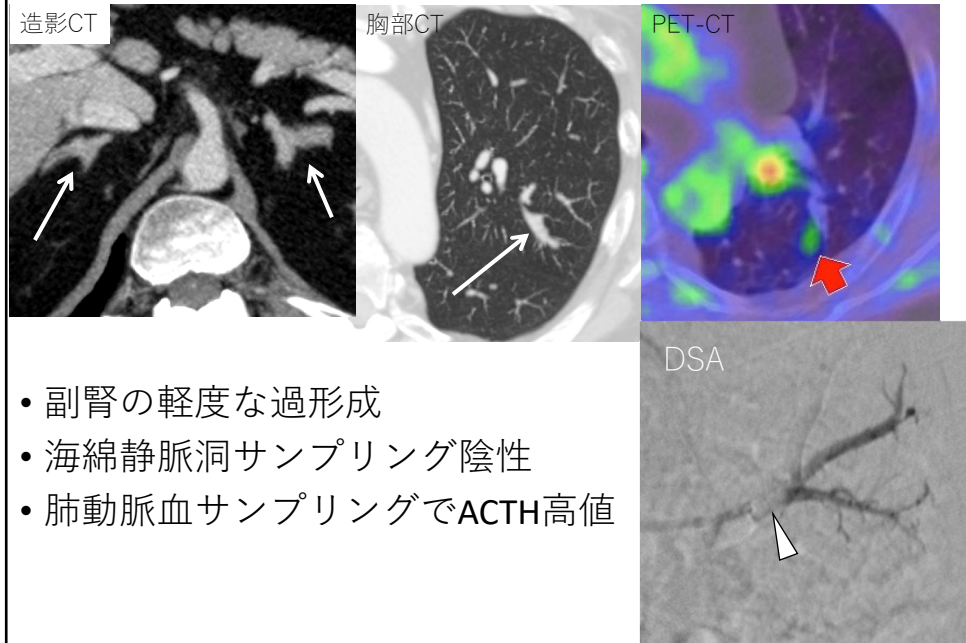 造影CT
胸部CT
PET-CT
DSA
• 副腎の軽度な過形成
• 海綿静脈洞サンプリング陰性
• 肺動脈血サンプリングでACTH高値